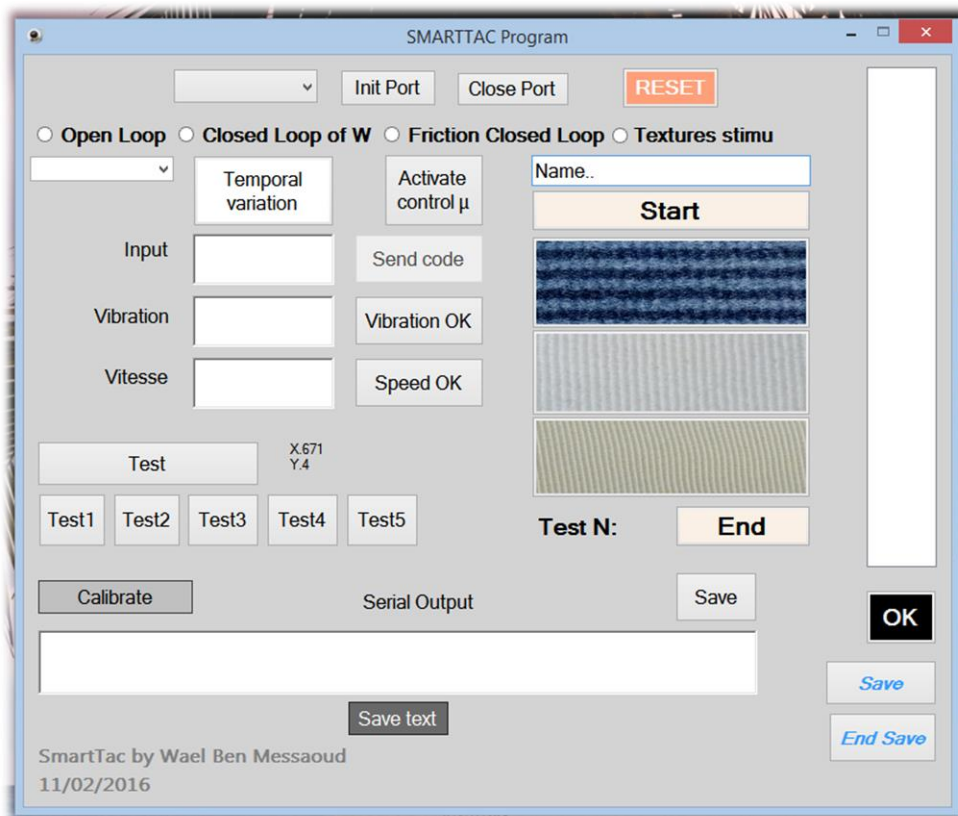 SMARTTAC Program
Init Port
Close Port
RESET
Open Loop
Closed Loop of W
Friction Closed Loop
Textures stimu
Temporal
variation
Activate
control µ
Name..
Start
Input
Send code
Vibration
Vibration OK
Vitesse
Speed OK
Test
X.671
Y.4
Test1
Test2
Test3
Test4
Test5
Test N:
End
Calibrate
Serial Output
Save
OK
Save
Save text
End Save
SmartTac by Wael Ben Messaoud
11/02/2016